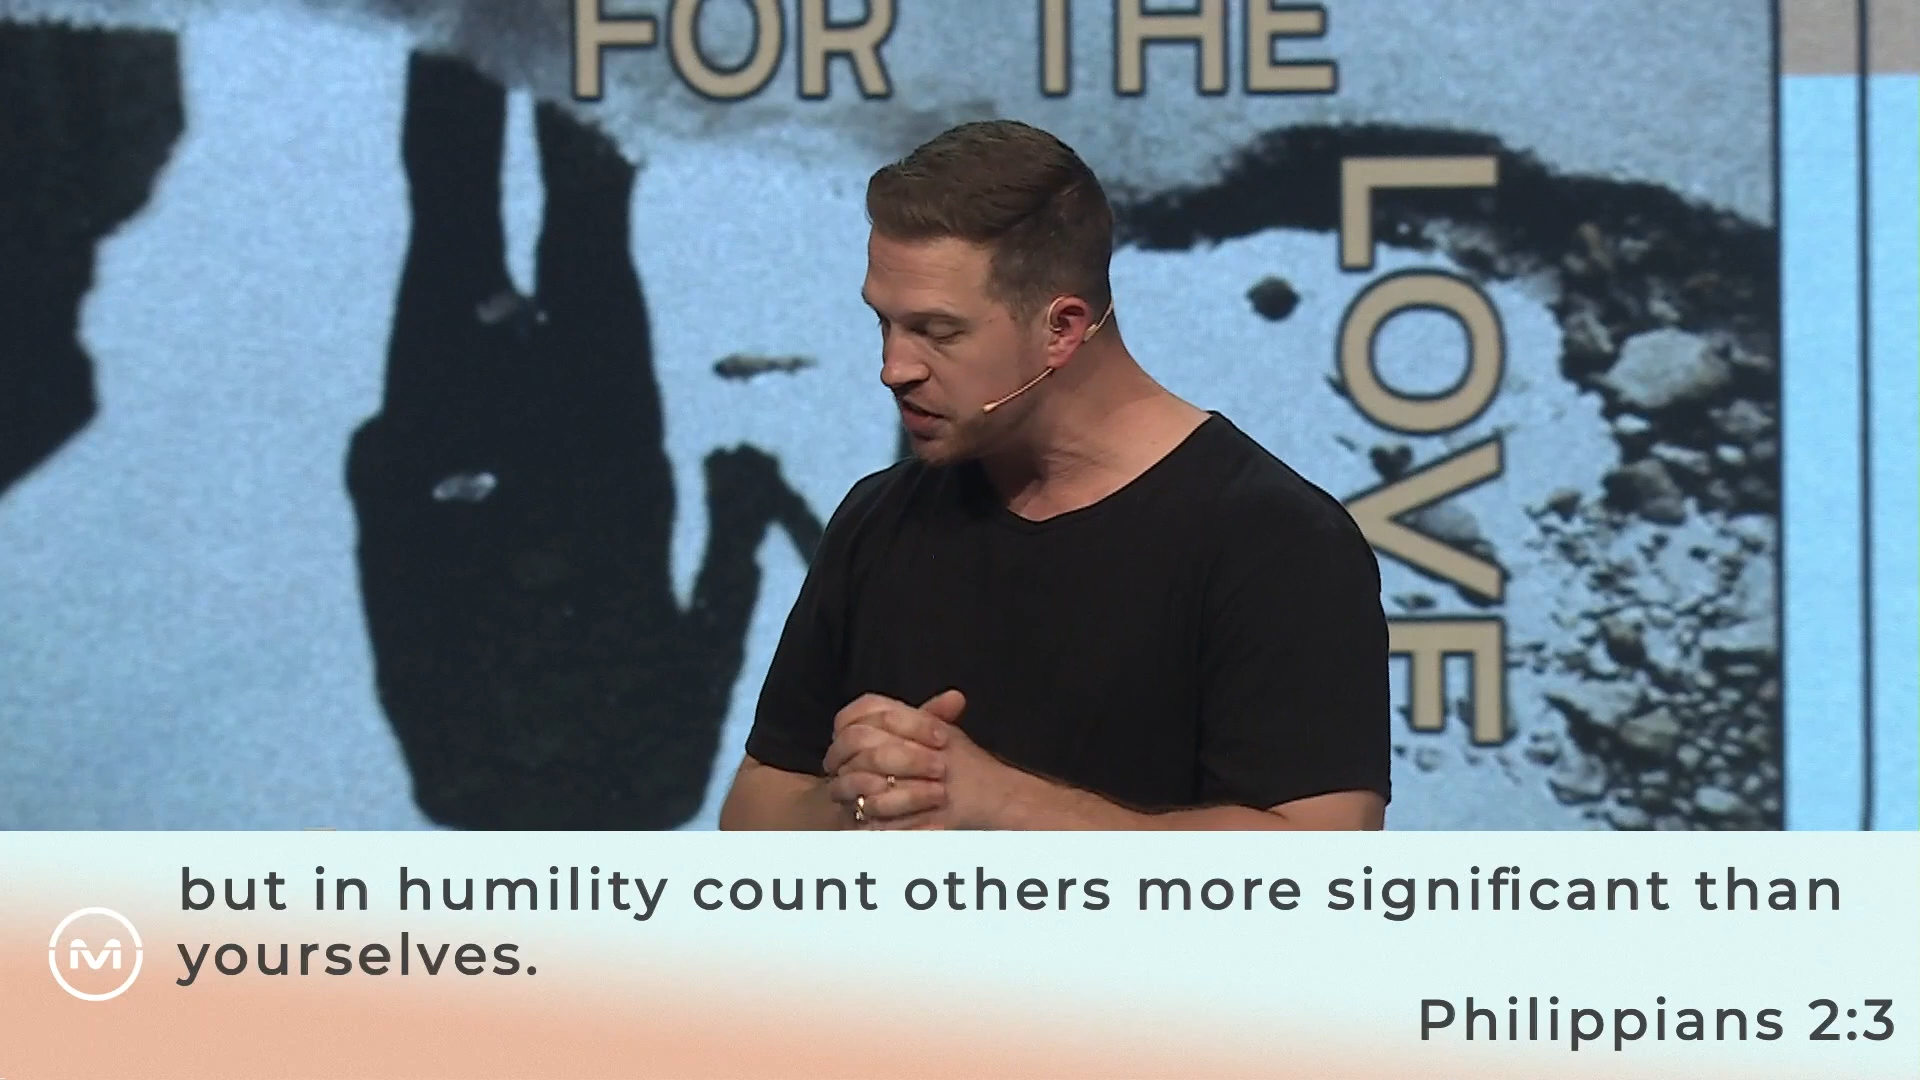 FOR THE
LOVE
but in humility count others more significant than
yourselves.
M
Philippians 2:3